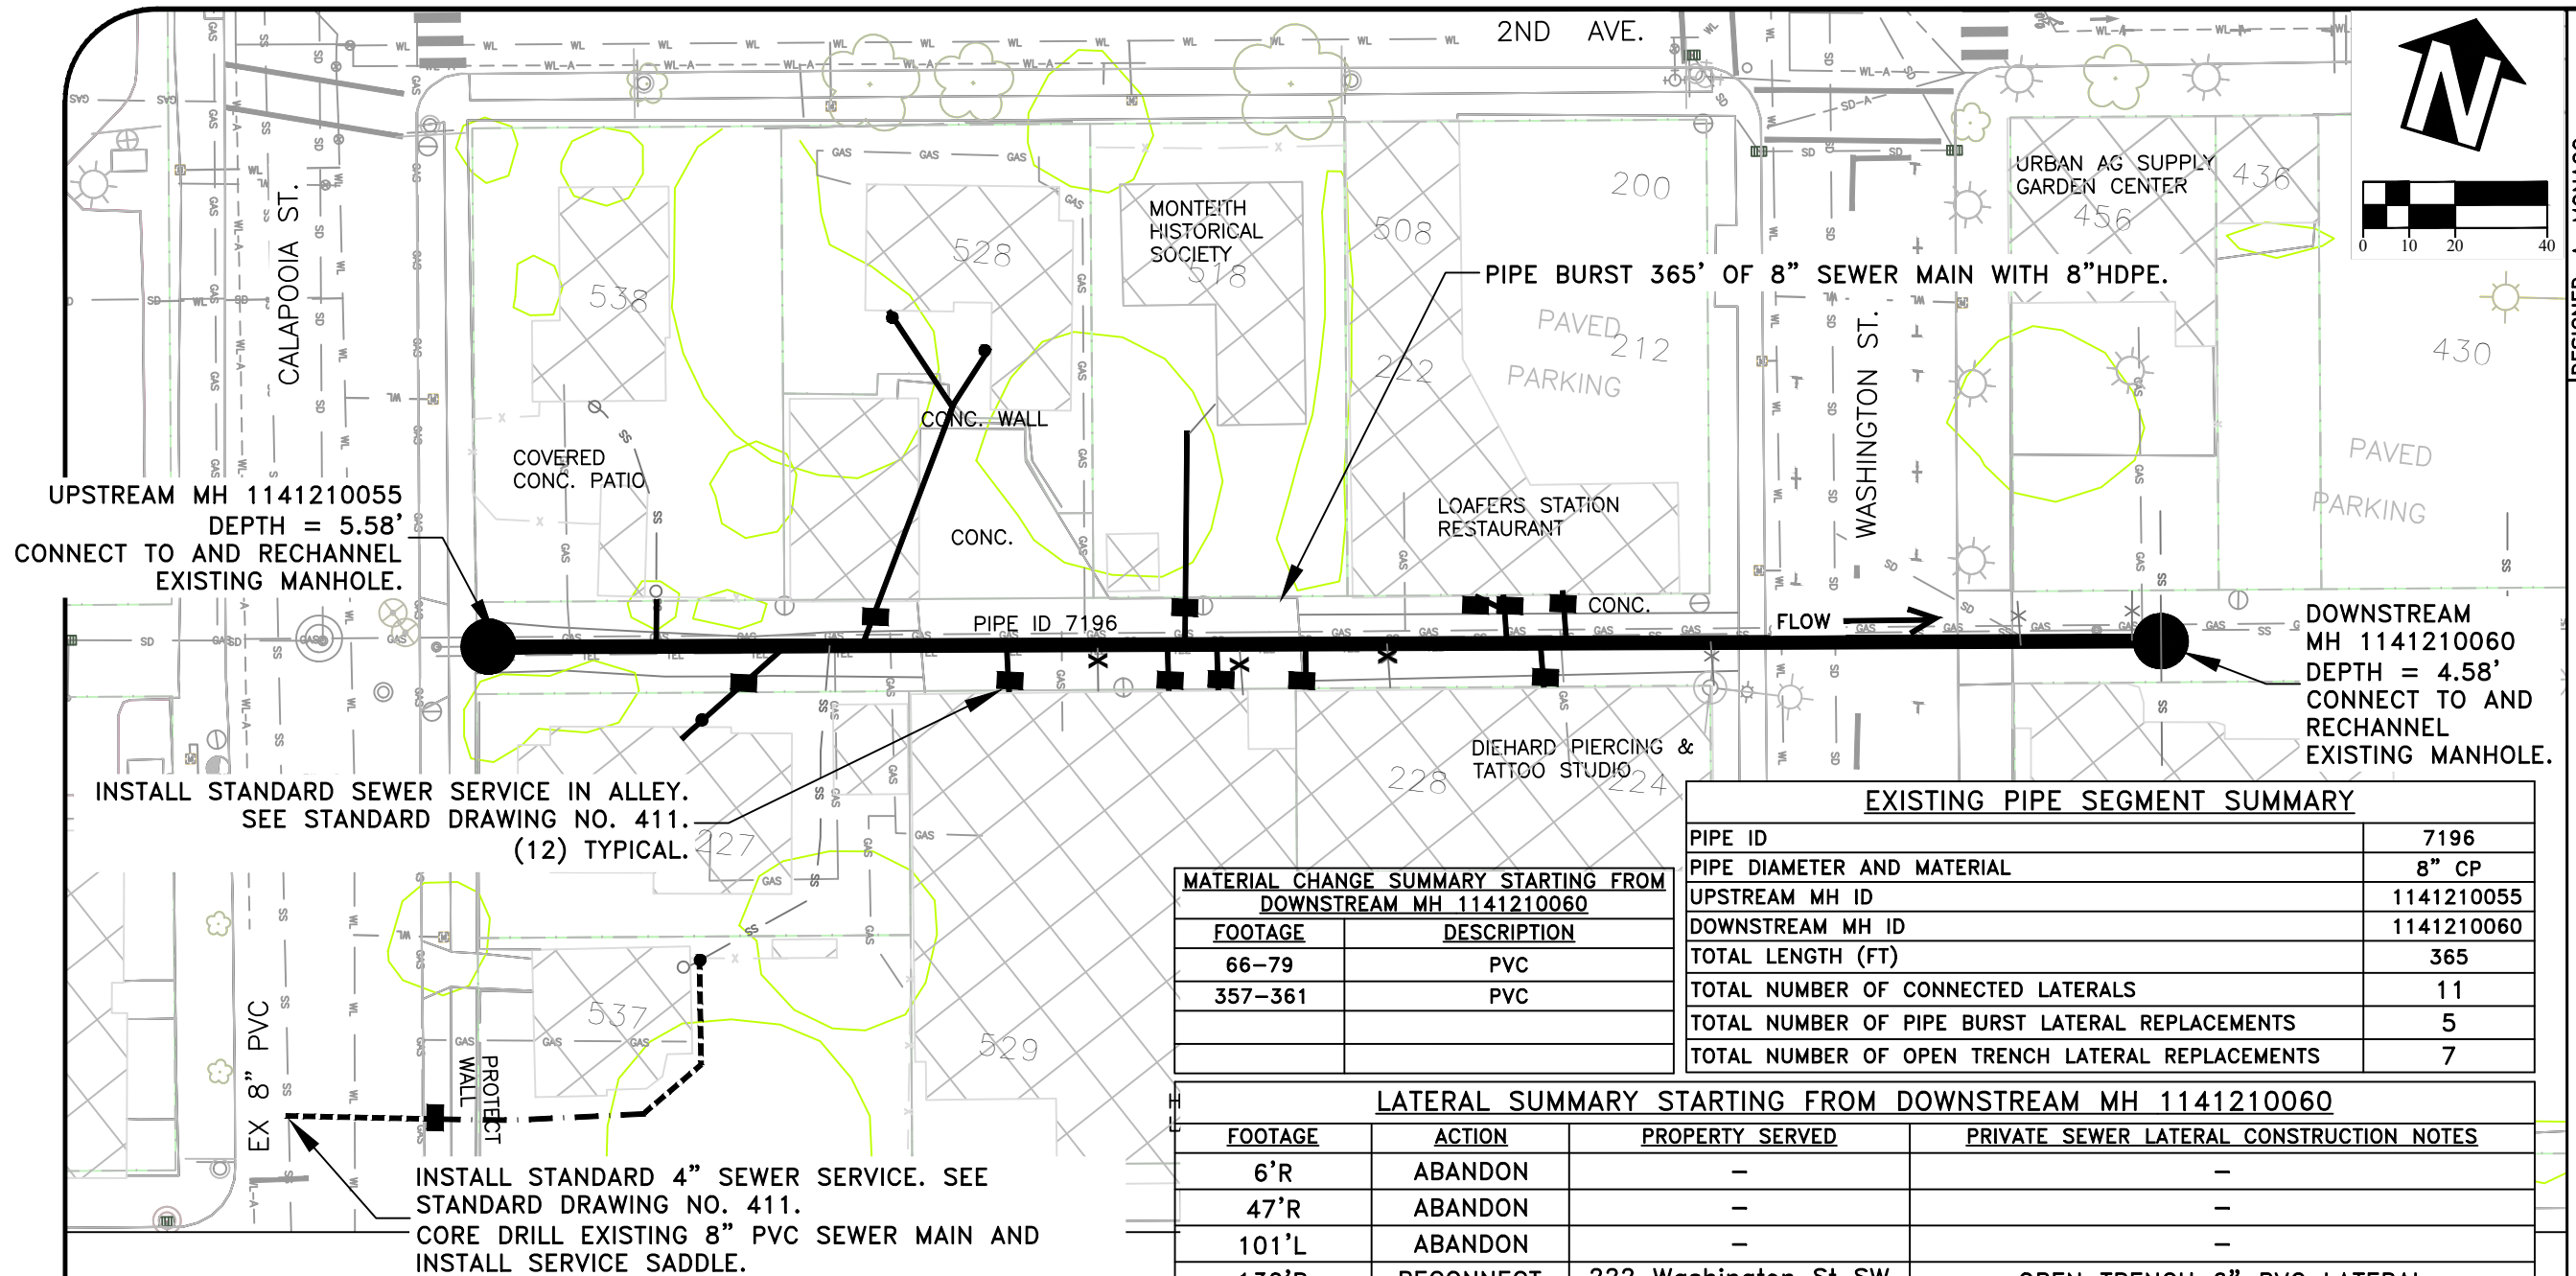 2ND AVE.
N
0 10 20 40
CALAPOOIA ST.
WASHINGTON ST.
URBAN AG SUPPLY
GARDEN CENTER
436
456
430
PAVED
PARKING
MONTEITH
HISTORICAL
SOCIETY
518
528
538
508
200
222
212
PAVED
PARKING
PIPE BURST 365' OF 8" SEWER MAIN WITH 8"HDPE.
CONC. WALL
COVERED
CONC. PATIO
CONC.
LOAFERS STATION
RESTAURANT
CONC.
UPSTREAM MH 1141210055
DEPTH = 5.58'
CONNECT TO AND RECHANNEL
EXISTING MANHOLE.
PIPE ID 7196
FLOW
DOWNSTREAM
MH 1141210060
DEPTH = 4.58'
CONNECT TO AND
RECHANNEL
EXISTING MANHOLE.
DIEHARD PIERCING &
TATTOO STUDIO
228
224
INSTALL STANDARD SEWER SERVICE IN ALLEY.
SEE STANDARD DRAWING NO. 411.
(12) TYPICAL.
227
529
537
EX 8" PVC
PROTECT
WALL
INSTALL STANDARD 4" SEWER SERVICE. SEE
STANDARD DRAWING NO. 411.
CORE DRILL EXISTING 8" PVC SEWER MAIN AND
INSTALL SERVICE SADDLE.
MATERIAL CHANGE SUMMARY STARTING FROM
DOWNSTREAM MH 1141210060
FOOTAGE DESCRIPTION
66-79 PVC
357-361 PVC
EXISTING PIPE SEGMENT SUMMARY
PIPE ID 7196
PIPE DIAMETER AND MATERIAL 8" CP
UPSTREAM MH ID 1141210055
DOWNSTREAM MH ID 1141210060
TOTAL LENGTH (FT) 365
TOTAL NUMBER OF CONNECTED LATERALS 11
TOTAL NUMBER OF PIPE BURST LATERAL REPLACEMENTS 5
TOTAL NUMBER OF OPEN TRENCH LATERAL REPLACEMENTS 7
LATERAL SUMMARY STARTING FROM DOWNSTREAM MH 1141210060
FOOTAGE ACTION PROPERTY SERVED PRIVATE SEWER LATERAL CONSTRUCTION NOTES
6'R ABANDON – –
47'R ABANDON – –
101'L ABANDON – –
RECONNECT 222 Washington St SW OPEN TRENCH 6" PVC LATERAL